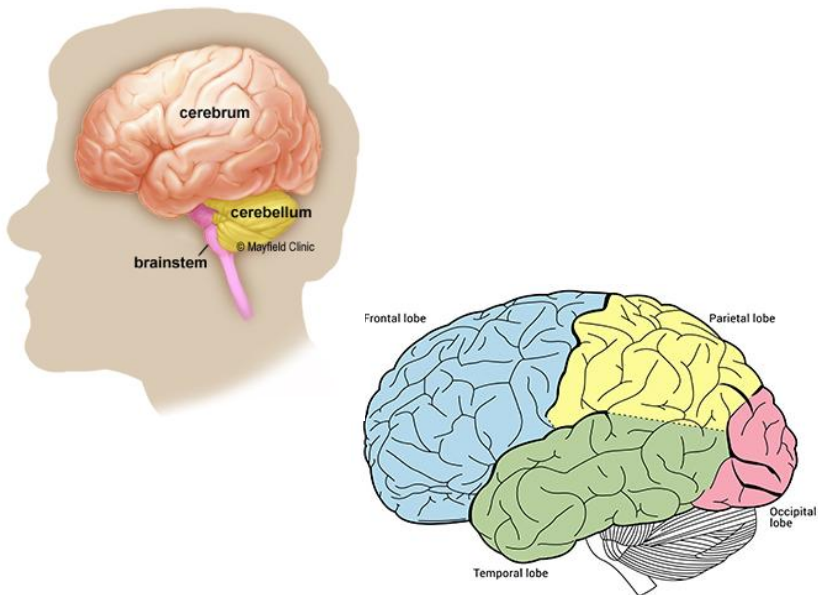 cerebrum
cerebellum
© Mayfield Clinic
brainstem
Frontal lobe
Parietal lobe
Occipital
lobe
Temporal lobe